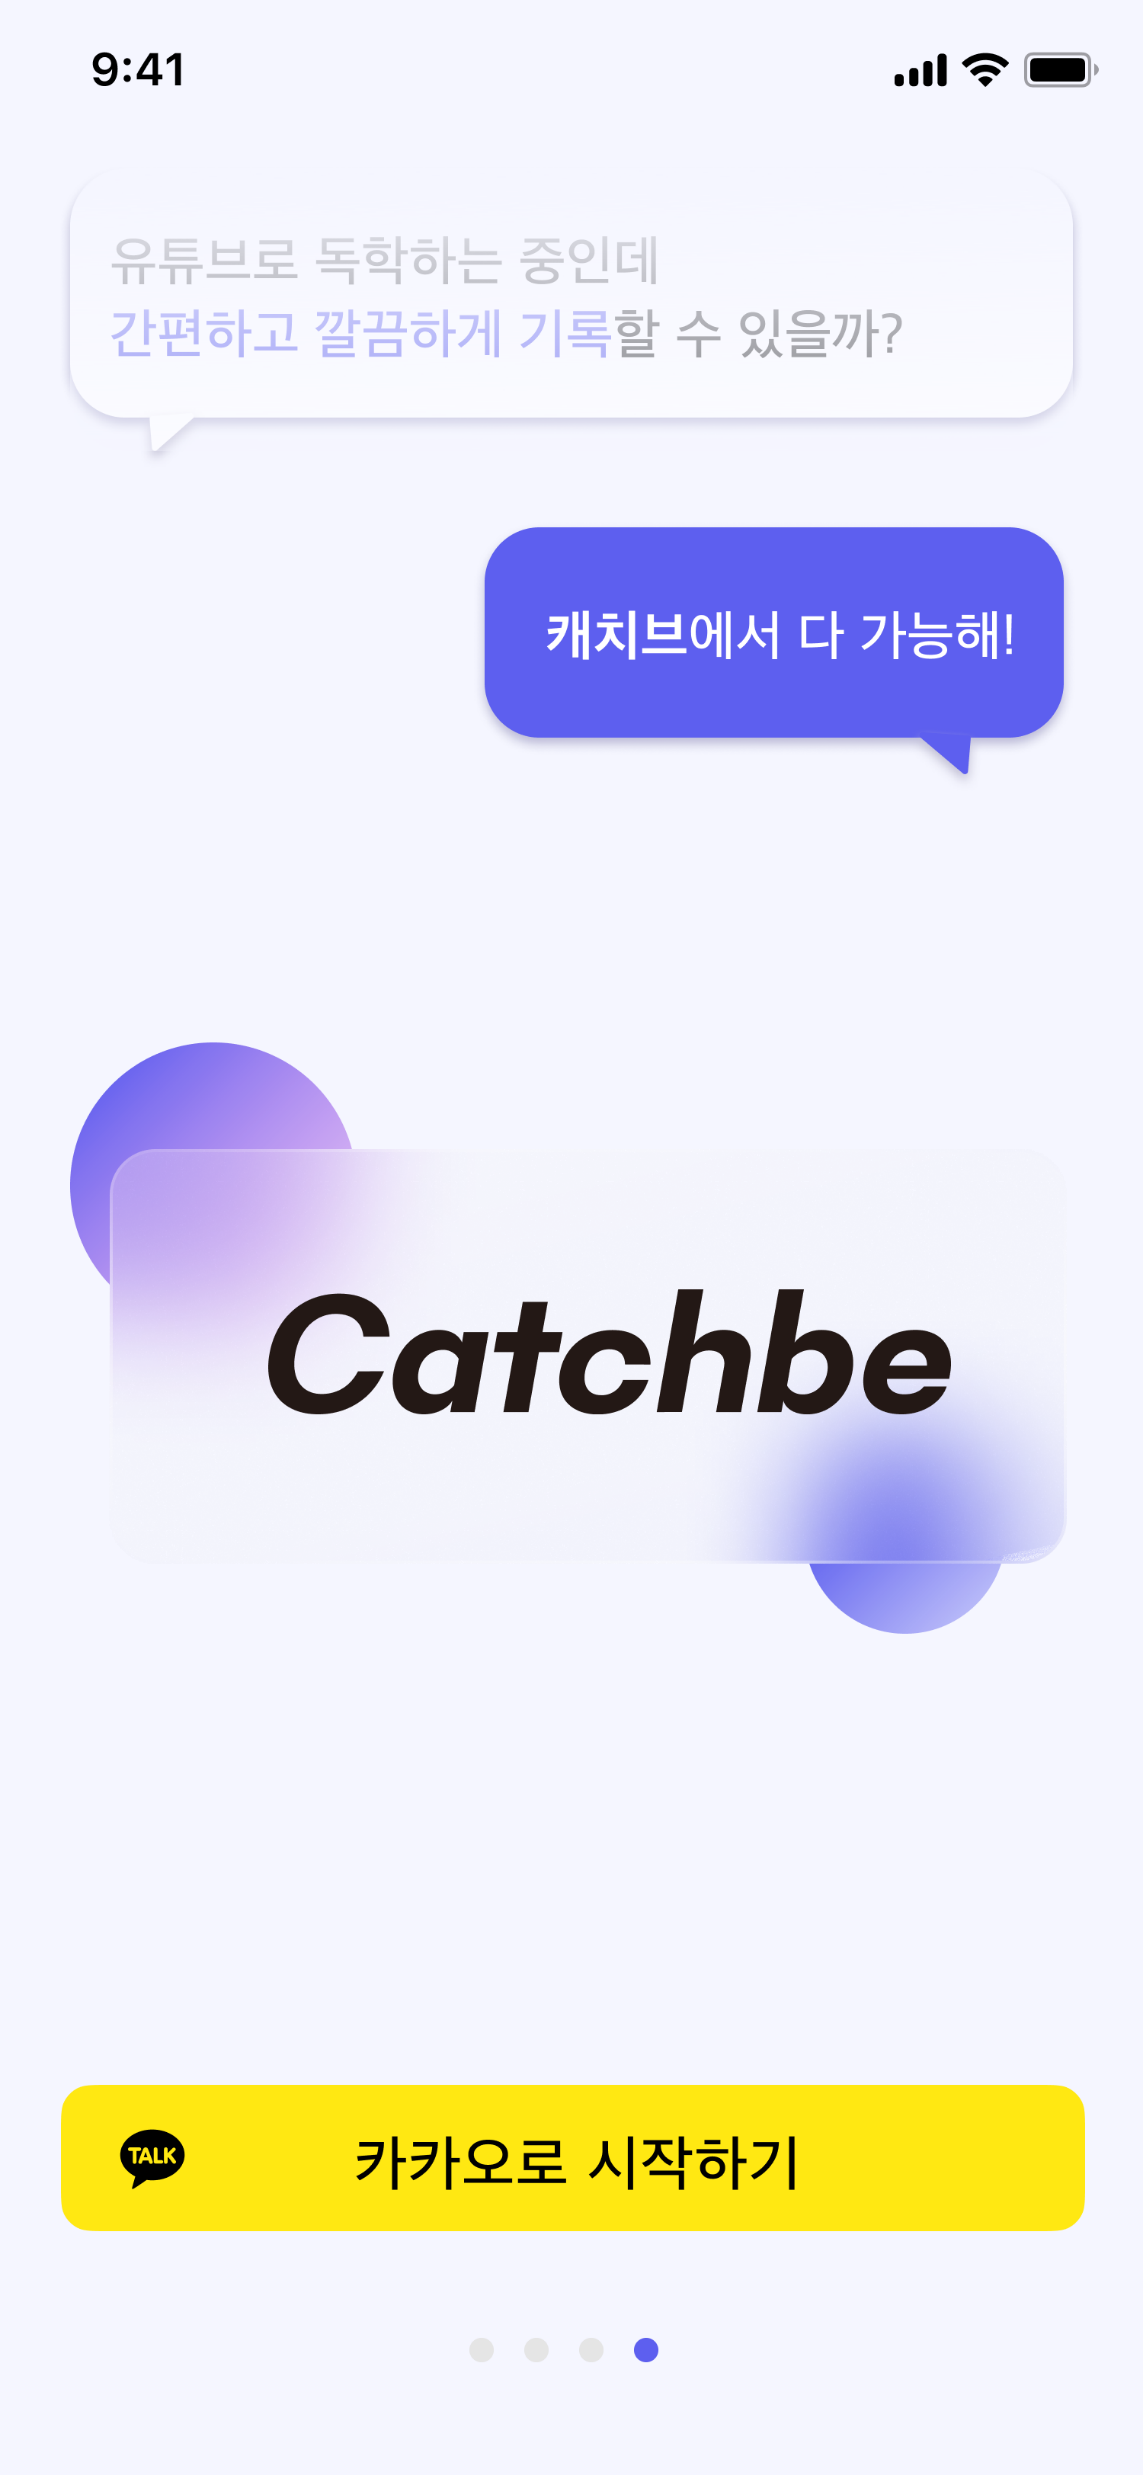 9:41
유튜브로 독학하는 중인데
간편하고 깔끔하게 기록할 수 있을까?
캐치브에서 다 가능해!
Catchbe
TALK
카카오로 시작하기